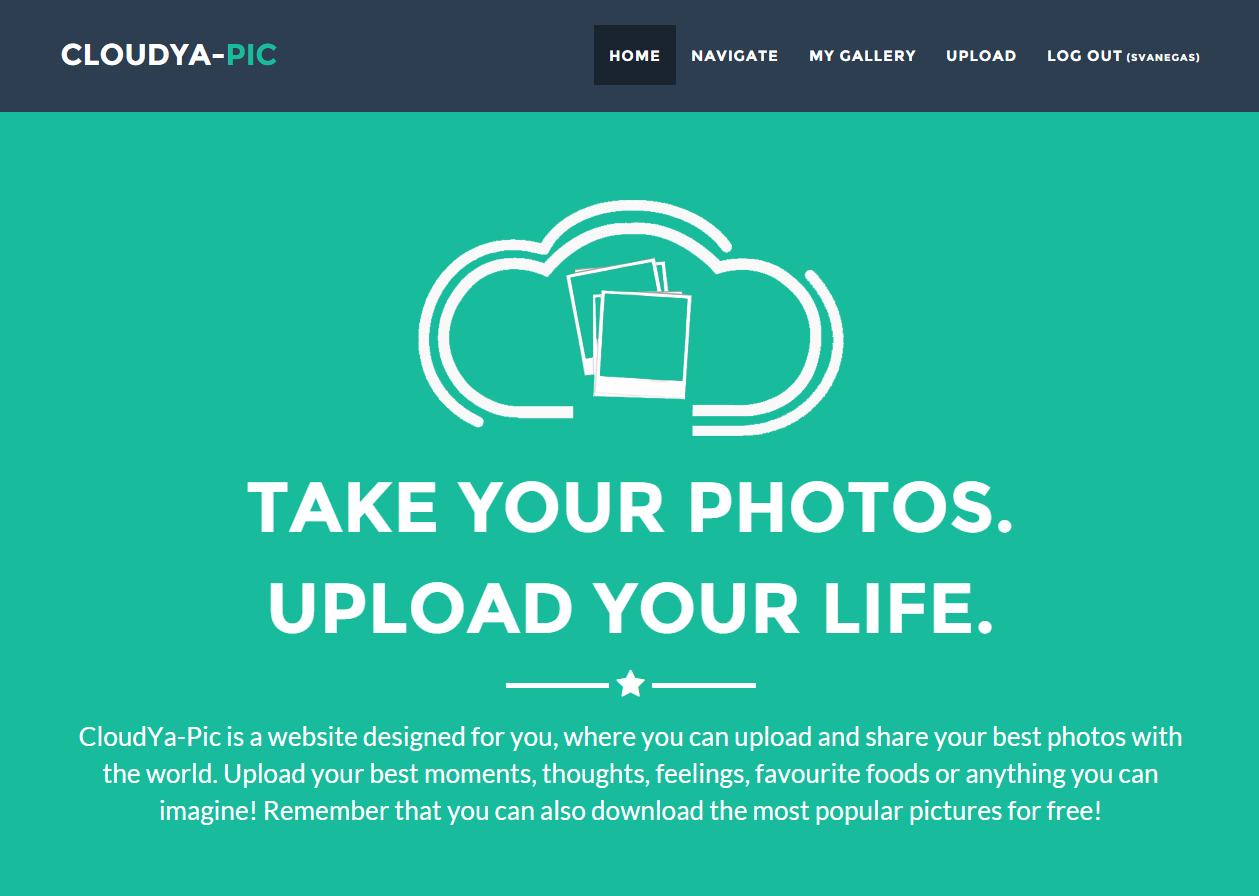 CLOUDYA-PIC
HOME NAVIGATE MY GALLERY UPLOAD LOG OUT (SVANEGAS)
TAKE YOUR PHOTOS.
UPLOAD YOUR LIFE.
CloudYa-Pic is a website designed for you, where you can upload and share your best photos with
the world. Upload your best moments, thoughts, feelings, favourite foods or anything you can
imagine! Remember that you can also download the most popular pictures for free!